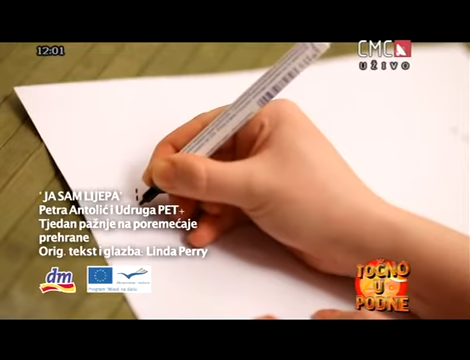 12:01
CMC
UŽIVO
'JA SAM LIJEPA'
Petra Antolić i Udruga PET+
Tjedan pažnje na poremećaje
prehrane
Orig. tekst i glazba: Linda Perry
dm
TOČNO
U
PODNE